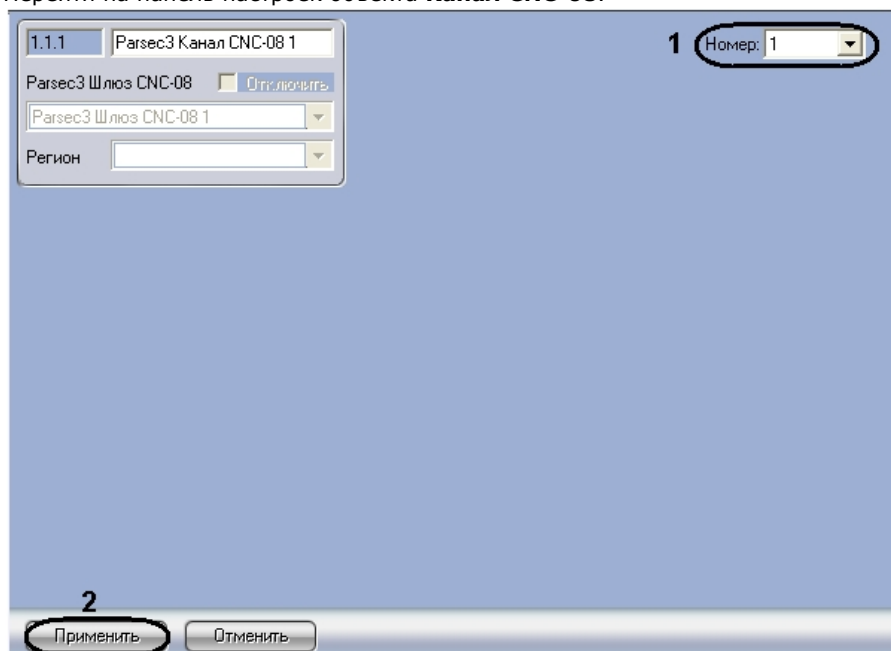 Перейти на панель настроек объекта Канал CNC-08.
1.1.1 Parsec3 Канал CNC-08 1
1 Номер: 1
Parsec3 Шлюз CNC-08 Отключить
Parsec3 Шлюз CNC-08 1
Регион
2
Применить Отменить